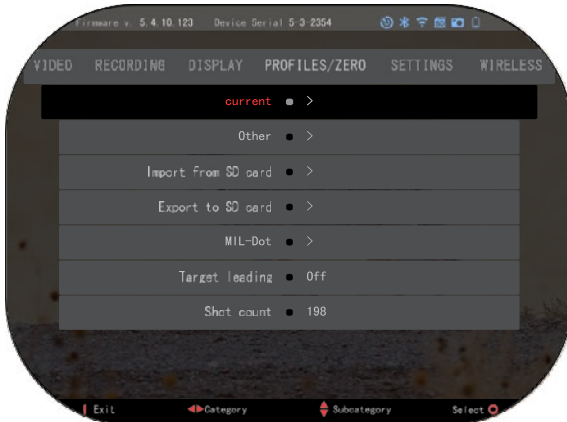 Firmware v. 5.4.10.123 Device Serial 5-3-2354
VIDEO RECORDING DISPLAY PROFILES/ZERO SETTINGS WIRELESS
current >
Other >
Import from SD card >
Export to SD card >
MIL-Dot >
Target leading Off
Shot count 198
Exit Category Subcategory Select